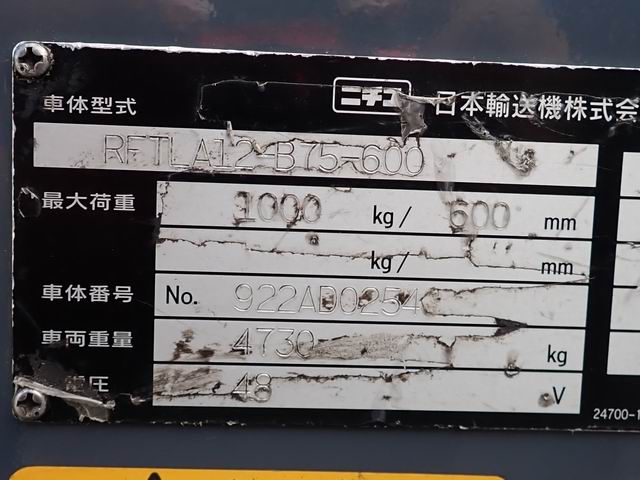 ニチユ 日本輸送機株式会
車体型式
RFTLA12-B75-600
最大荷重 1000 kg/ 600 mm
kg/ mm
車体番号 No. 922AD0254
車両重量 4730 kg
圧 48 V
24700-1